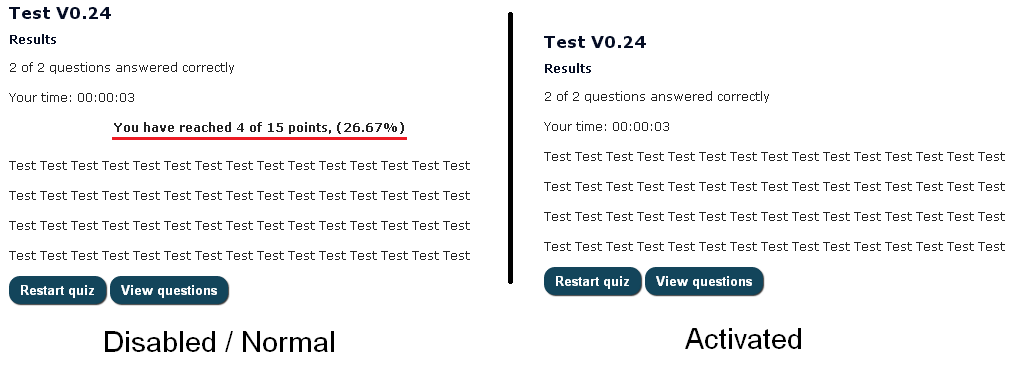 Test V0.24
Results
2 of 2 questions answered correctly
Your time: 00:00:03
You have reached 4 of 15 points, (26.67%)
Test Test Test Test Test Test Test Test Test Test Test Test Test Test Test
Test Test Test Test Test Test Test Test Test Test Test Test Test Test Test
Test Test Test Test Test Test Test Test Test Test Test Test Test Test Test
Test Test Test Test Test Test Test Test Test Test Test Test Test Test Test
Restart quiz View questions
Disabled / Normal
Test V0.24
Results
2 of 2 questions answered correctly
Your time: 00:00:03
Test Test Test Test Test Test Test Test Test Test Test Test Test Test Test
Test Test Test Test Test Test Test Test Test Test Test Test Test Test Test
Test Test Test Test Test Test Test Test Test Test Test Test Test Test Test
Test Test Test Test Test Test Test Test Test Test Test Test Test Test Test
Restart quiz View questions
Activated